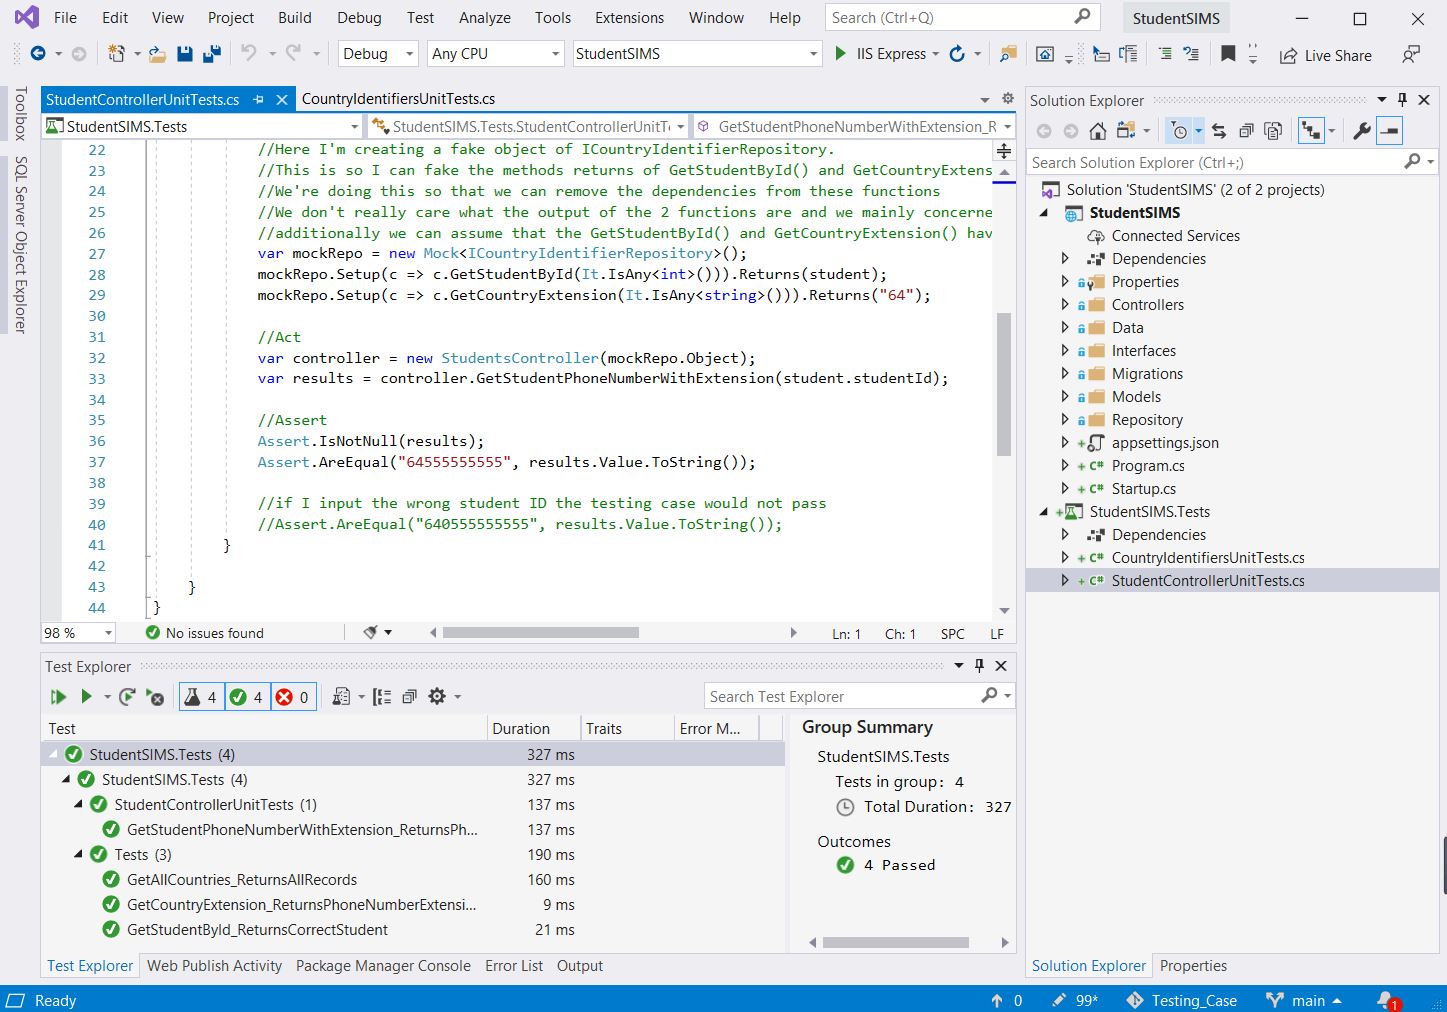 File Edit View Project Build Debug Test Analyze Tools Extensions Window Help Search (Ctrl+Q) StudentSIMS
Debug Any CPU StudentSIMS IIS Express Live Share
Toolbox
SQL Server Object Explorer
StudentControllerUnitTests.cs CountryIdentifiersUnitTests.cs
StudentSIMS.Tests StudentSIMS.Tests.StudentControllerUnitT GetStudentPhoneNumberWithExtension_R
22 //Here I'm creating a fake object of ICountryIdentifierRepository.
23 //This is so I can fake the methods returns of GetStudentById() and GetCountryExtens
24 //We're doing this so that we can remove the dependencies from these functions
25 //We don't really care what the output of the 2 functions are and we mainly concerne
26 //additionally we can assume that the GetStudentById() and GetCountryExtension() hav
27 var mockRepo = new Mock<ICountryIdentifierRepository>();
28 mockRepo.Setup(c => c.GetStudentById(It.IsAny<int>())).Returns(student);
29 mockRepo.Setup(c => c.GetCountryExtension(It.IsAny<string>())).Returns("64");
30
31 //Act
32 var controller = new StudentsController(mockRepo.Object);
33 var results = controller.GetStudentPhoneNumberWithExtension(student.studentId);
34
35 //Assert
36 Assert.IsNotNull(results);
37 Assert.AreEqual("64555555555", results.Value.ToString());
38
39 //if I input the wrong student ID the testing case would not pass
40 //Assert.AreEqual("640555555555", results.Value.ToString());
41 }
42
43 }
44 }
98 % No issues found Ln: 1 Ch: 1 SPC LF
Test Explorer
4 4 0 Search Test Explorer
Test Duration Traits Error M...
StudentSIMS.Tests (4) 327 ms
StudentSIMS.Tests (4) 327 ms
StudentControllerUnitTests (1) 137 ms
GetStudentPhoneNumberWithExtension_ReturnsPh... 137 ms
Tests (3) 190 ms
GetAllCountries_ReturnsAllRecords 160 ms
GetCountryExtension_ReturnsPhoneNumberExtensi... 9 ms
GetStudentById_ReturnsCorrectStudent 21 ms
Group Summary
StudentSIMS.Tests
Tests in group: 4
Total Duration: 327
Outcomes
4 Passed
Test Explorer Web Publish Activity Package Manager Console Error List Output
Solution Explorer
Search Solution Explorer (Ctrl+;)
Solution 'StudentSIMS' (2 of 2 projects)
StudentSIMS
Connected Services
Dependencies
Properties
Controllers
Data
Interfaces
Migrations
Models
Repository
appsettings.json
C# Program.cs
C# Startup.cs
StudentSIMS.Tests
Dependencies
C# CountryIdentifiersUnitTests.cs
C# StudentControllerUnitTests.cs
Solution Explorer Properties
Ready 0 99* Testing_Case main 1